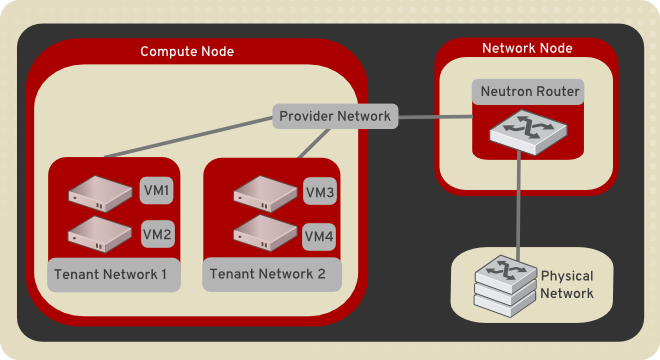 Compute Node
Network Node
Neutron Router
Provider Network
VM1
VM2
VM3
VM4
Tenant Network 1
Tenant Network 2
Physical
Network